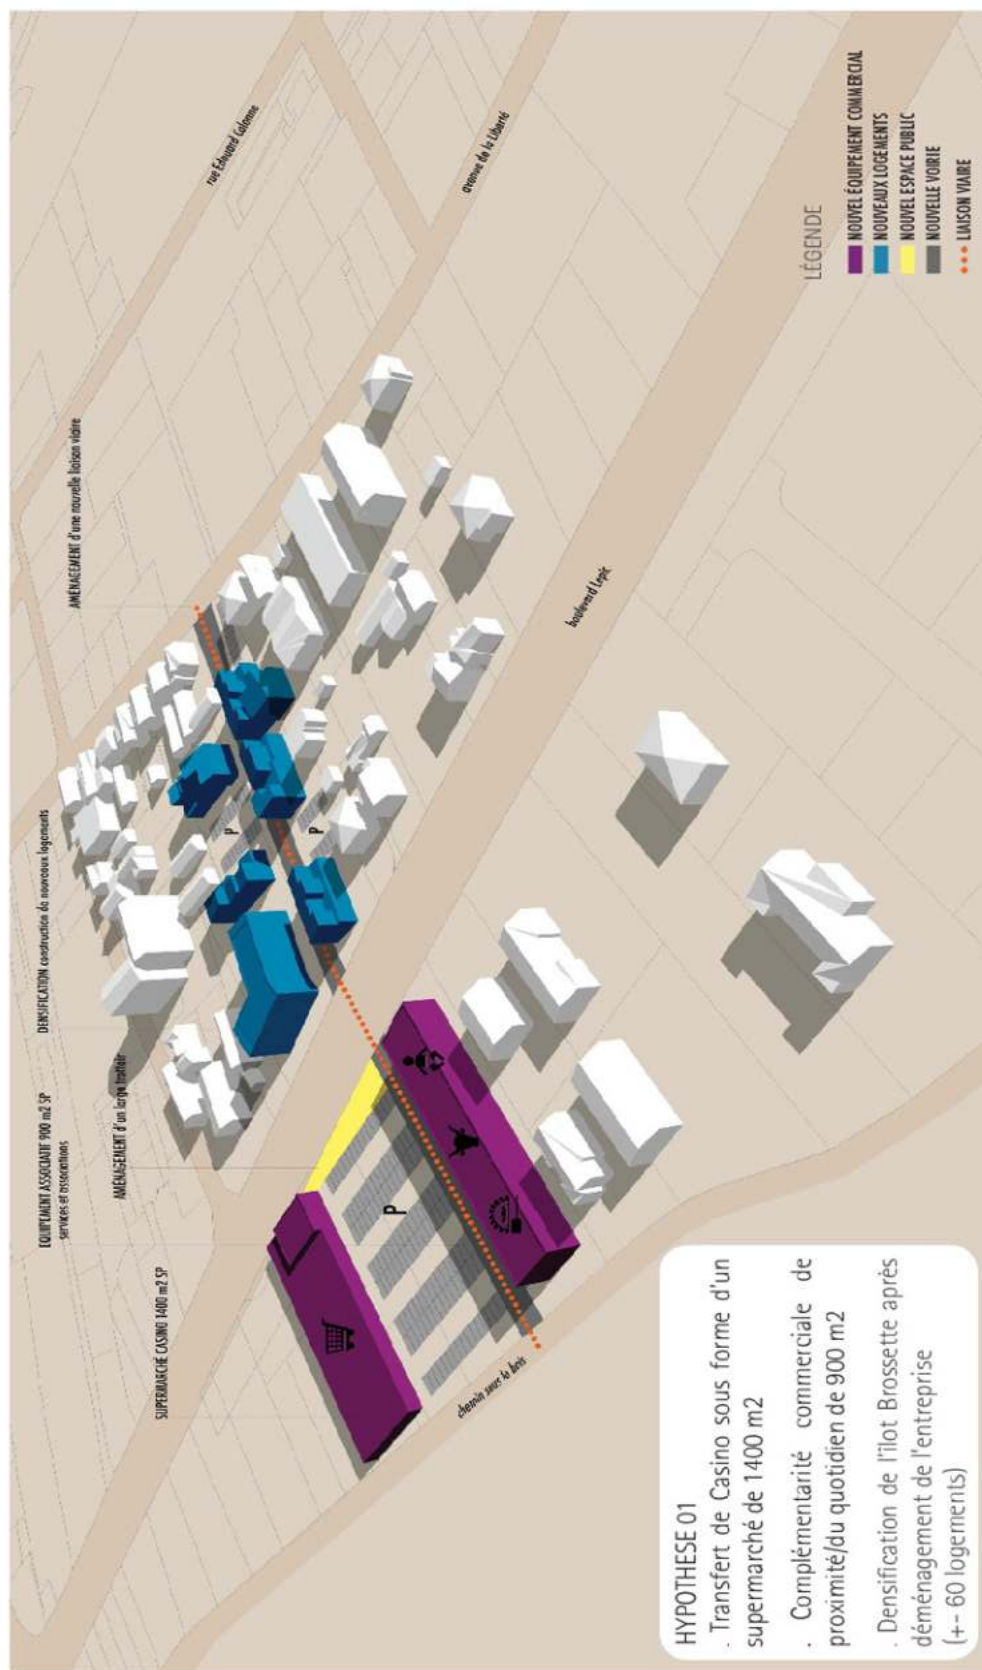 SUPERMARCHÉ CASINO 1400 m2 SP
EQUIPEMENT ASSOCIATIF 900 m2 SP
services et associations
AMÉNAGEMENT d'un large trottoir
DENSIFICATION construction de nouveaux logements
AMÉNAGEMENT d'une nouvelle liaison viaire
rue Edouard Colonne
avenue de la Liberté
boulevard Lepic
chemin sous le bois
P
P
P
HYPOTHESE 01
. Transfert de Casino sous forme d'un
supermarché de 1400 m2
. Complémentarité commerciale de
proximité/du quotidien de 900 m2
. Densification de l'ilot Brossette après
déménagement de l'entreprise
(+- 60 logements)
LÉGENDE
NOUVEL ÉQUIPEMENT COMMERCIAL
NOUVEAUX LOGEMENTS
NOUVEL ESPACE PUBLIC
NOUVELLE VOIRIE
LIAISON VIAIRE